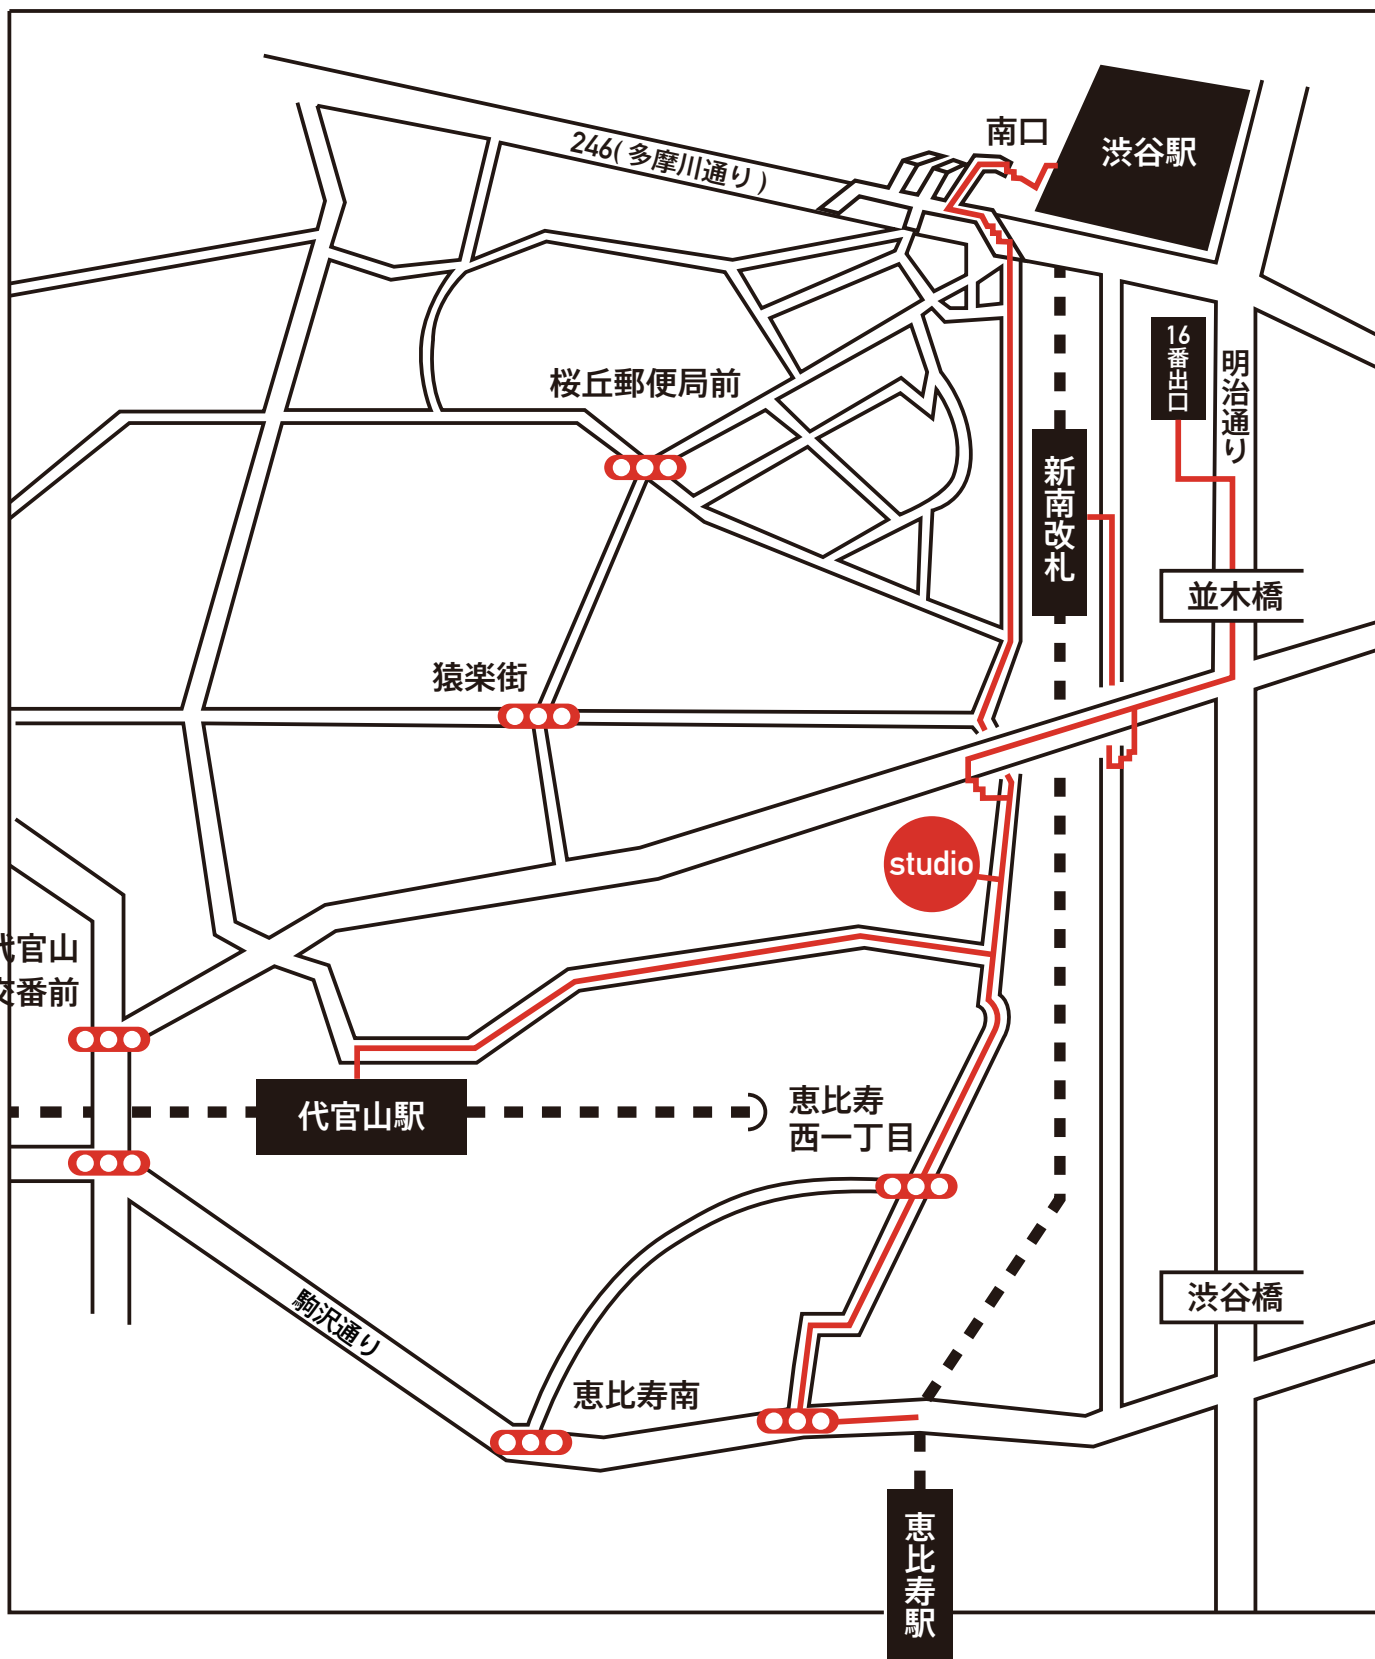 南口
渋谷駅
246(多摩川通り)
16番出口
明治通り
桜丘郵便局前
新南改札
並木橋
猿楽街
studio
代官山
交番前
代官山駅
恵比寿
西一丁目
渋谷橋
駒沢通り
恵比寿南
恵比寿駅